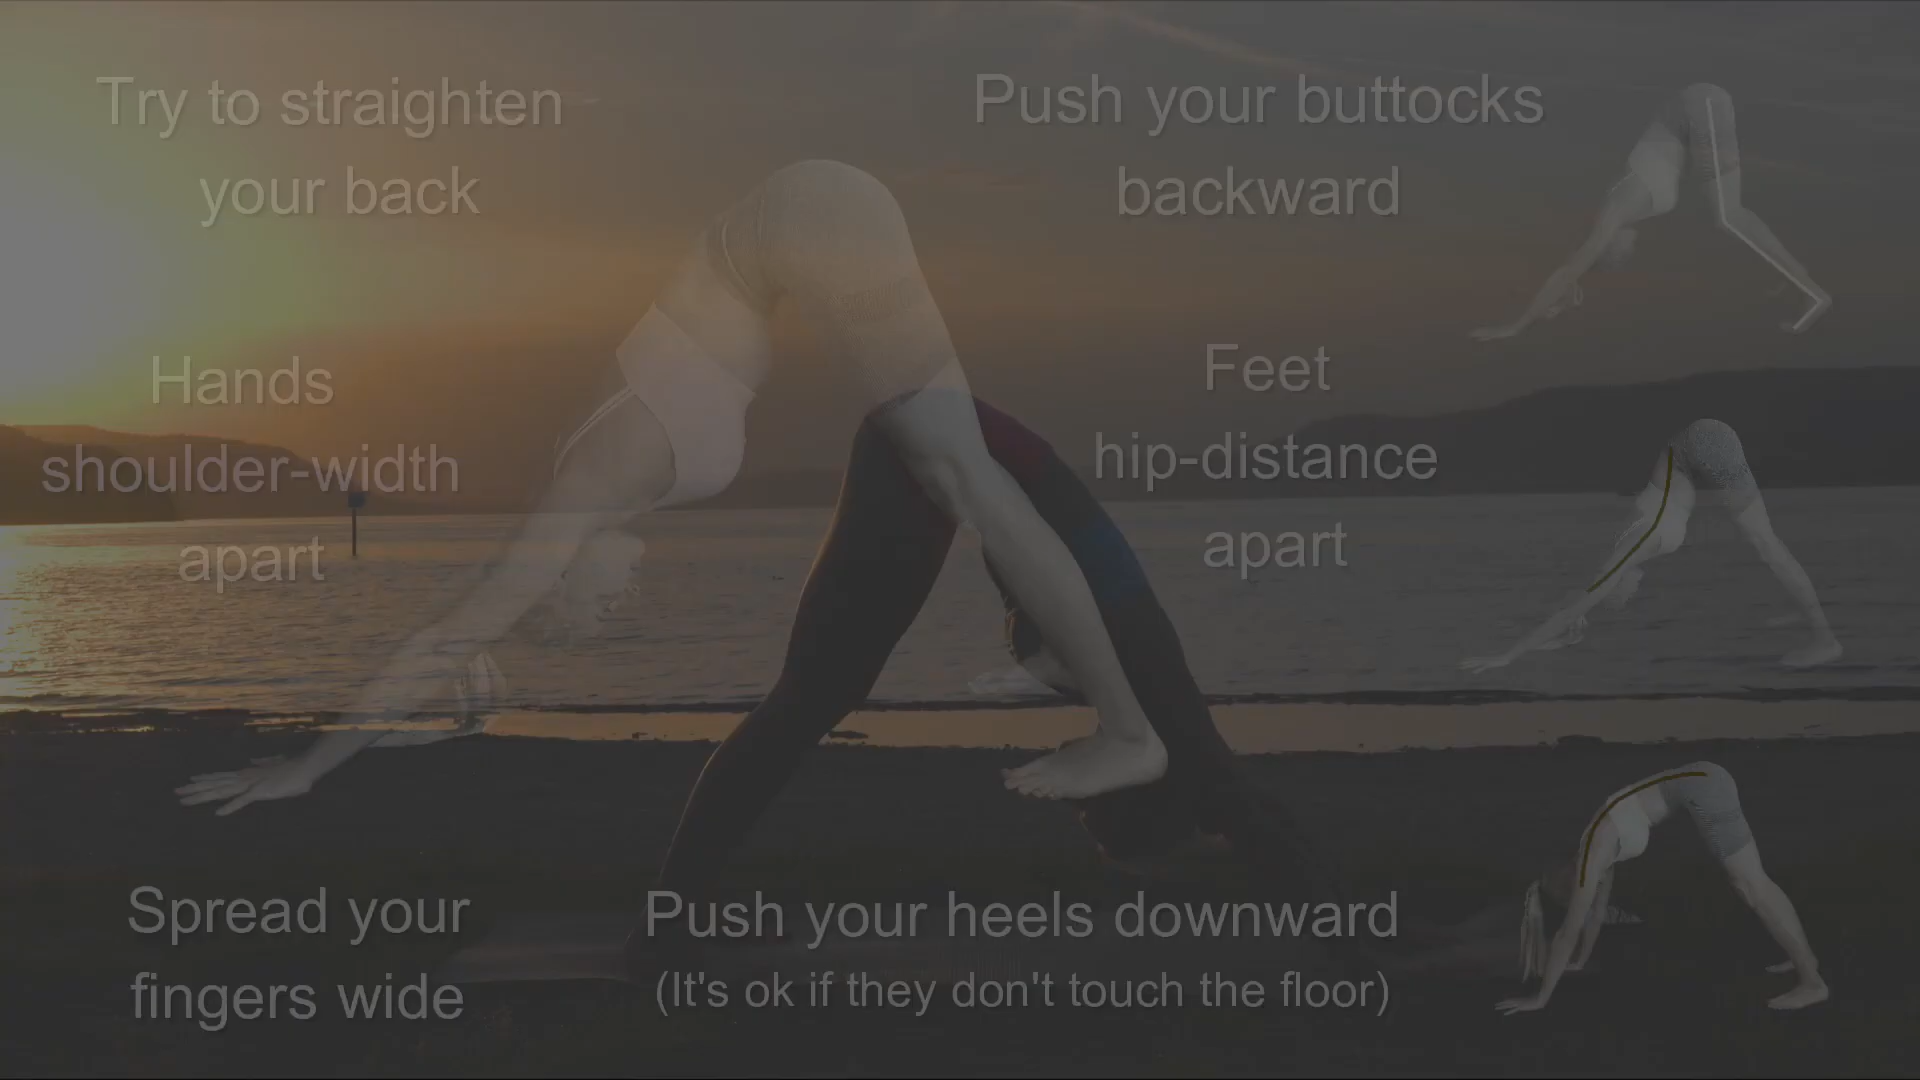 Try to straighten
your back
Push your buttocks
backward
Hands
shoulder-width
apart
Feet
hip-distance
apart
Spread your
fingers wide
Push your heels downward
(It's ok if they don't touch the floor)